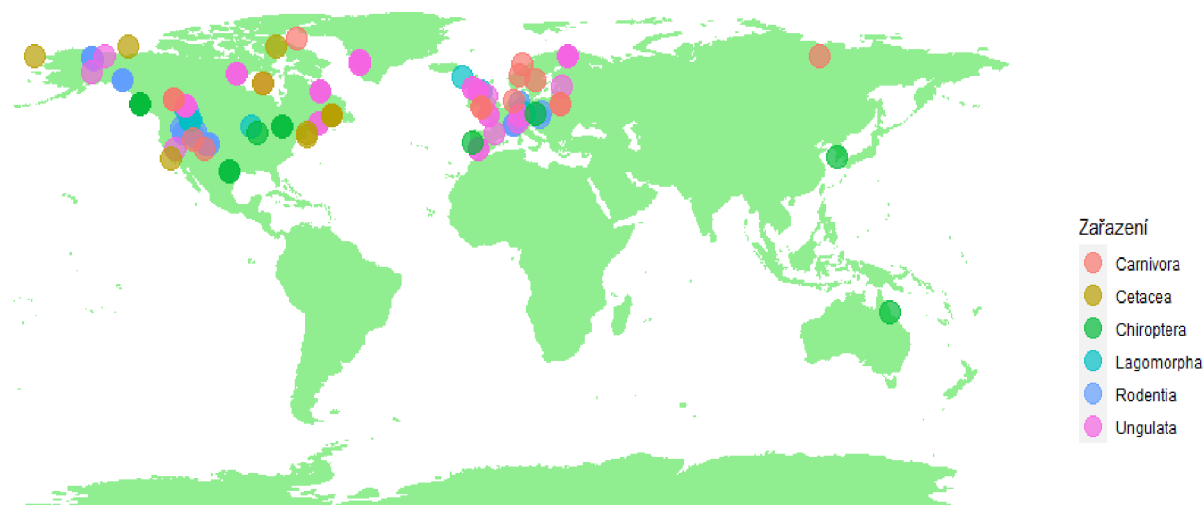 Zařazení
Carnivora
Cetacea
Chiroptera
Lagomorpha
Rodentia
Ungulata